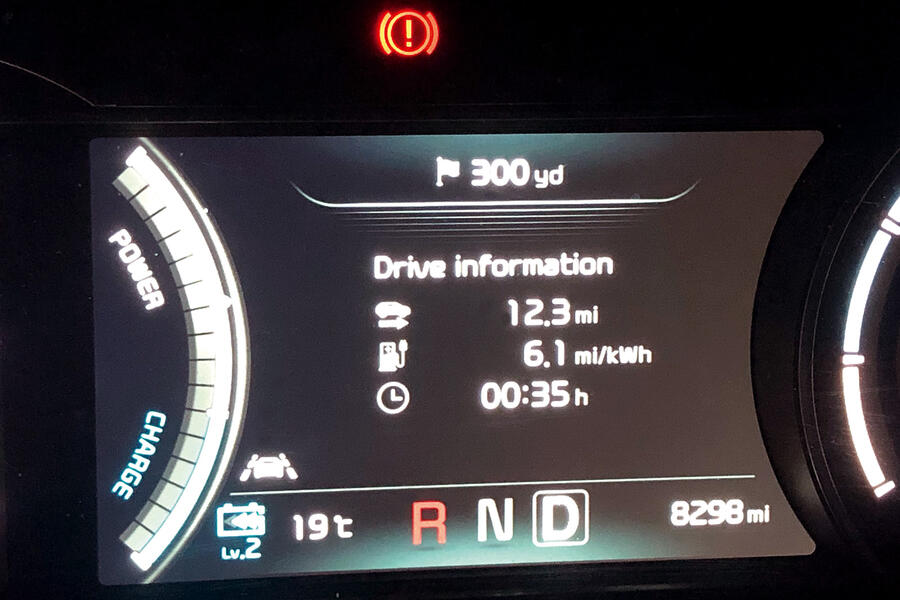 !
300 yd
Drive information
POWER
12.3 mi
6.1 mi/kWh
00:35 h
CHARGE
Lv.2
19℃
R N D
8298 mi